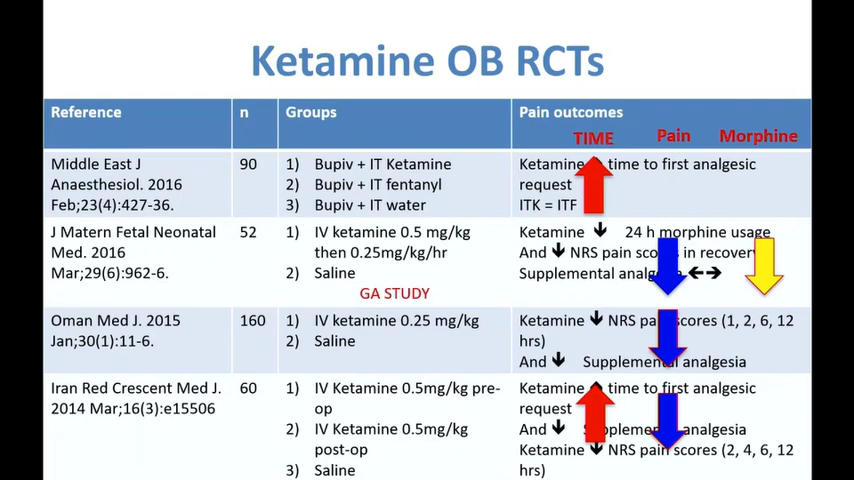 Ketamine OB RCTs
Reference n Groups Pain outcomes
TIME Pain Morphine
Middle East J
Anaesthesiol. 2016
Feb;23(4):427-36.
90
1) Bupiv + IT Ketamine
2) Bupiv + IT fentanyl
3) Bupiv + IT water
Ketamine time to first analgesic
request
ITK = ITF
J Matern Fetal Neonatal
Med. 2016
Mar;29(6):962-6.
52
1) IV ketamine 0.5 mg/kg
then 0.25mg/kg/hr
2) Saline
GA STUDY
Ketamine 🡻 24 h morphine usage
And 🡻 NRS pain scores in recovery
Supplemental analgesia 🡸🡺
Oman Med J. 2015
Jan;30(1):11-6.
160
1) IV ketamine 0.25 mg/kg
2) Saline
Ketamine 🡻 NRS pain scores (1, 2, 6, 12
hrs)
And 🡻 Supplemental analgesia
Iran Red Crescent Med J.
2014 Mar;16(3):e15506
60
1) IV Ketamine 0.5mg/kg pre-
op
2) IV Ketamine 0.5mg/kg
post-op
3) Saline
Ketamine 🡹 time to first analgesic
request
And 🡻 Supplemental analgesia
Ketamine 🡻 NRS pain scores (2, 4, 6, 12
hrs)